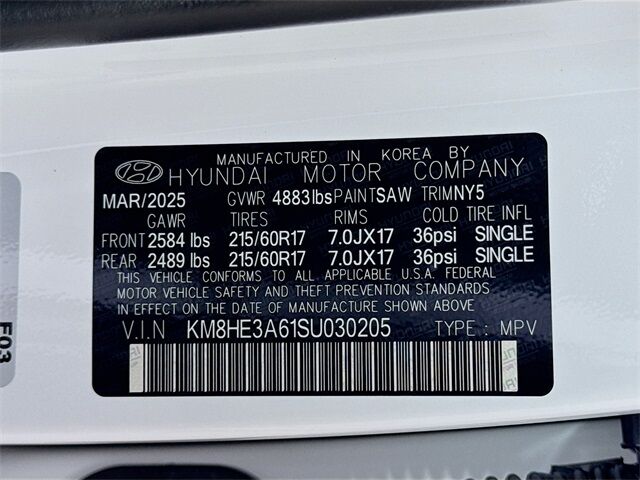 MANUFACTURED IN KOREA BY
HYUNDAI MOTOR COMPANY
MAR/2025 GVWR 4883lbs PAINT SAW TRIM NY5
GAWR TIRES RIMS COLD TIRE INFL
FRONT 2584 lbs 215/60R17 7.0JX17 36psi SINGLE
REAR 2489 lbs 215/60R17 7.0JX17 36psi SINGLE
THIS VEHICLE CONFORMS TO ALL APPLICABLE U.S.A. FEDERAL
MOTOR VEHICLE SAFETY AND THEFT PREVENTION STANDARDS
IN EFFECT ON THE DATE OF MANUFACTURE SHOWN ABOVE.
V.I.N KM8HE3A61SU030205 TYPE : MPV
F03